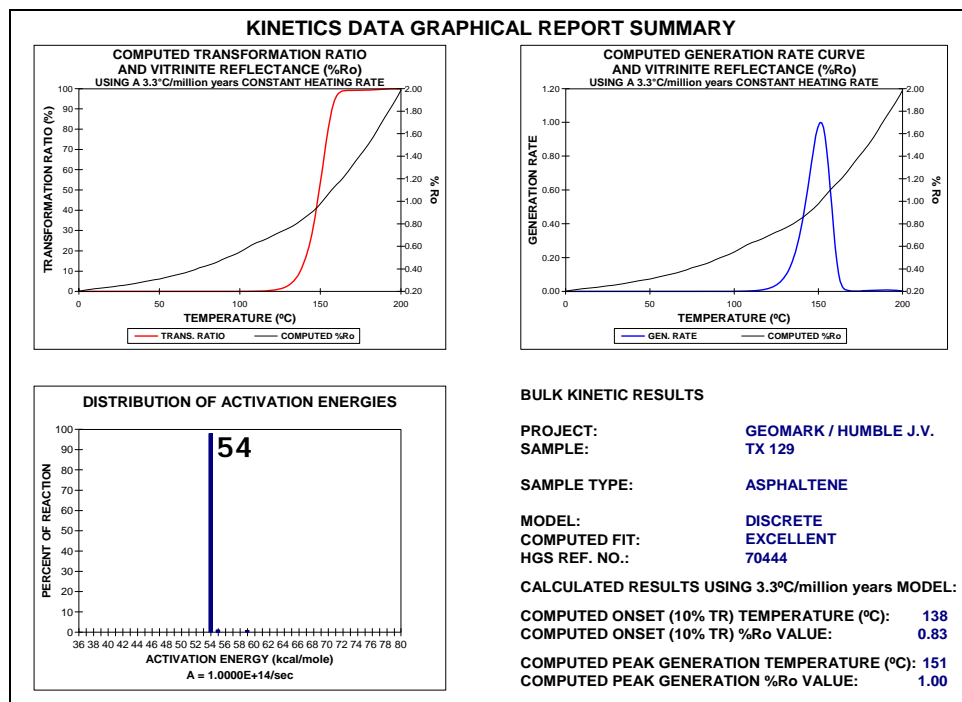 KINETICS DATA GRAPHICAL REPORT SUMMARY
COMPUTED TRANSFORMATION RATIO
AND VITRINITE REFLECTANCE (%Ro)
USING A 3.3°C/million years CONSTANT HEATING RATE
100
90
80
70
60
50
40
30
20
10
0
TRANSFORMATION RATIO (%)
2.00
1.80
1.60
1.40
1.20
1.00
0.80
0.60
0.40
0.20
% Ro
0 50 100 150 200
TEMPERATURE (ºC)
TRANS. RATIO COMPUTED %Ro
COMPUTED GENERATION RATE CURVE
AND VITRINITE REFLECTANCE (%Ro)
USING A 3.3°C/million years CONSTANT HEATING RATE
1.20
1.00
0.80
0.60
0.40
0.20
0.00
GENERATION RATE
2.00
1.80
1.60
1.40
1.20
1.00
0.80
0.60
0.40
0.20
% Ro
0 50 100 150 200
TEMPERATURE (ºC)
GEN. RATE COMPUTED %Ro
DISTRIBUTION OF ACTIVATION ENERGIES
100
90
80
70
60
50
40
30
20
10
0
PERCENT OF REACTION
54
36 38 40 42 44 46 48 50 52 54 56 58 60 62 64 66 68 70 72 74 76 78 80
ACTIVATION ENERGY (kcal/mole)
A = 1.0000E+14/sec
BULK KINETIC RESULTS
PROJECT: GEOMARK / HUMBLE J.V.
SAMPLE: TX 129
SAMPLE TYPE: ASPHALTENE
MODEL: DISCRETE
COMPUTED FIT: EXCELLENT
HGS REF. NO.: 70444
CALCULATED RESULTS USING 3.3ºC/million years MODEL:
COMPUTED ONSET (10% TR) TEMPERATURE (ºC): 138
COMPUTED ONSET (10% TR) %Ro VALUE: 0.83
COMPUTED PEAK GENERATION TEMPERATURE (ºC): 151
COMPUTED PEAK GENERATION %Ro VALUE: 1.00